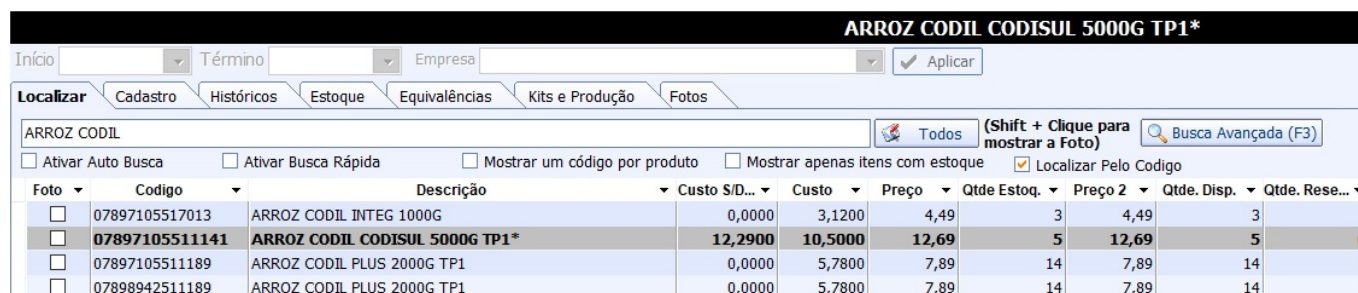 ARROZ CODIL CODISUL 5000G TP1*
Início Término Empresa Aplicar
Localizar Cadastro Históricos Estoque Equivalências Kits e Produção Fotos
ARROZ CODIL Todos (Shift + Clique para mostrar a Foto) Busca Avançada (F3)
Ativar Auto Busca Ativar Busca Rápida Mostrar um código por produto Mostrar apenas itens com estoque Localizar Pelo Codigo
Foto Codigo Descrição Custo S/D... Custo Preço Qtde Estoq. Preço 2 Qtde. Disp. Qtde. Rese...
07897105517013 ARROZ CODIL INTEG 1000G 0,0000 3,1200 4,49 3 4,49 3
07897105511141 ARROZ CODIL CODISUL 5000G TP1* 12,2900 10,5000 12,69 5 12,69 5
07897105511189 ARROZ CODIL PLUS 2000G TP1 0,0000 5,7800 7,89 14 7,89 14
07898942511189 ARROZ CODIL PLUS 2000G TP1 0,0000 5,7800 7,89 14 7,89 14